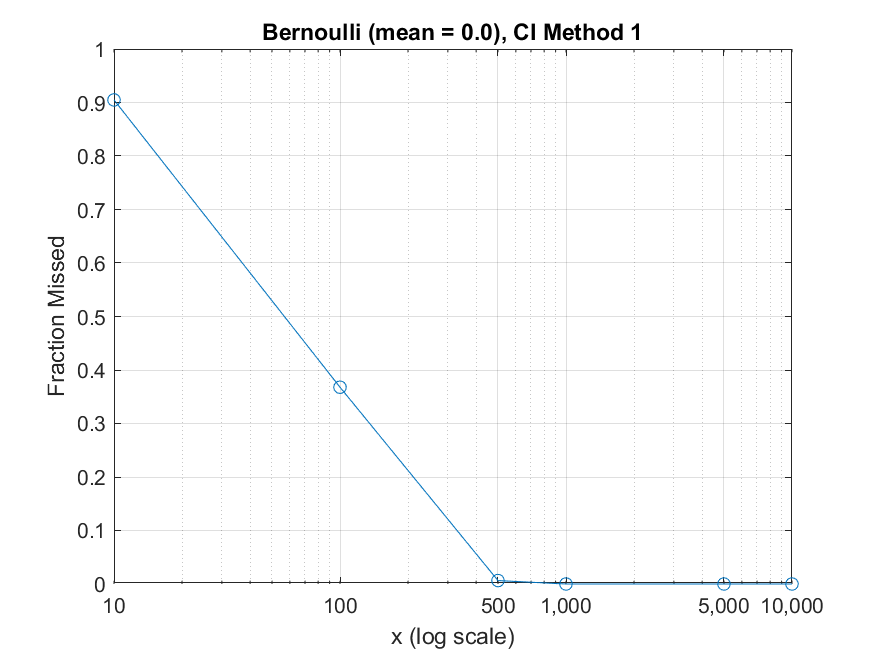 Bernoulli (mean = 0.0), CI Method 1
1
0.9
0.8
0.7
0.6
0.5
0.4
0.3
0.2
0.1
0
Fraction Missed
10 100 500 1,000 5,000 10,000
x (log scale)